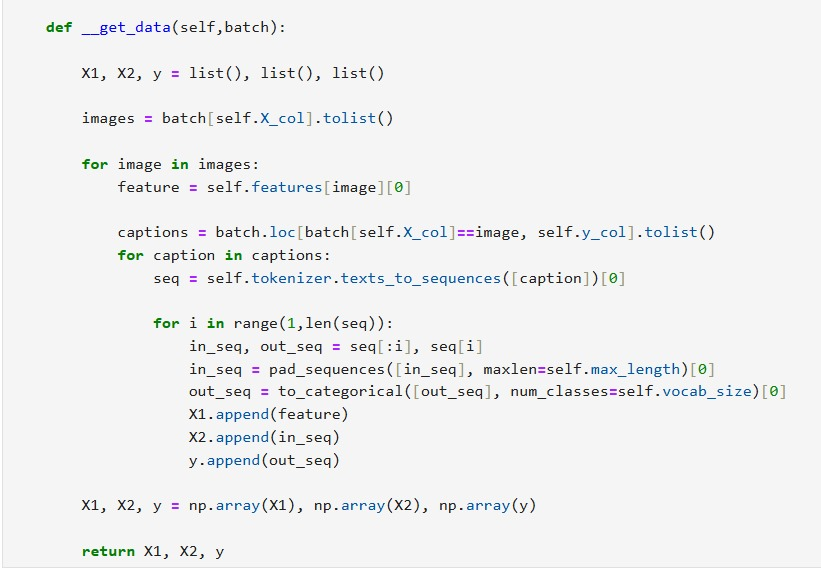 def __get_data(self,batch):
X1, X2, y = list(), list(), list()
images = batch[self.X_col].tolist()
for image in images:
feature = self.features[image][0]
captions = batch.loc[batch[self.X_col]==image, self.y_col].tolist()
for caption in captions:
seq = self.tokenizer.texts_to_sequences([caption])[0]
for i in range(1,len(seq)):
in_seq, out_seq = seq[:i], seq[i]
in_seq = pad_sequences([in_seq], maxlen=self.max_length)[0]
out_seq = to_categorical([out_seq], num_classes=self.vocab_size)[0]
X1.append(feature)
X2.append(in_seq)
y.append(out_seq)
X1, X2, y = np.array(X1), np.array(X2), np.array(y)
return X1, X2, y